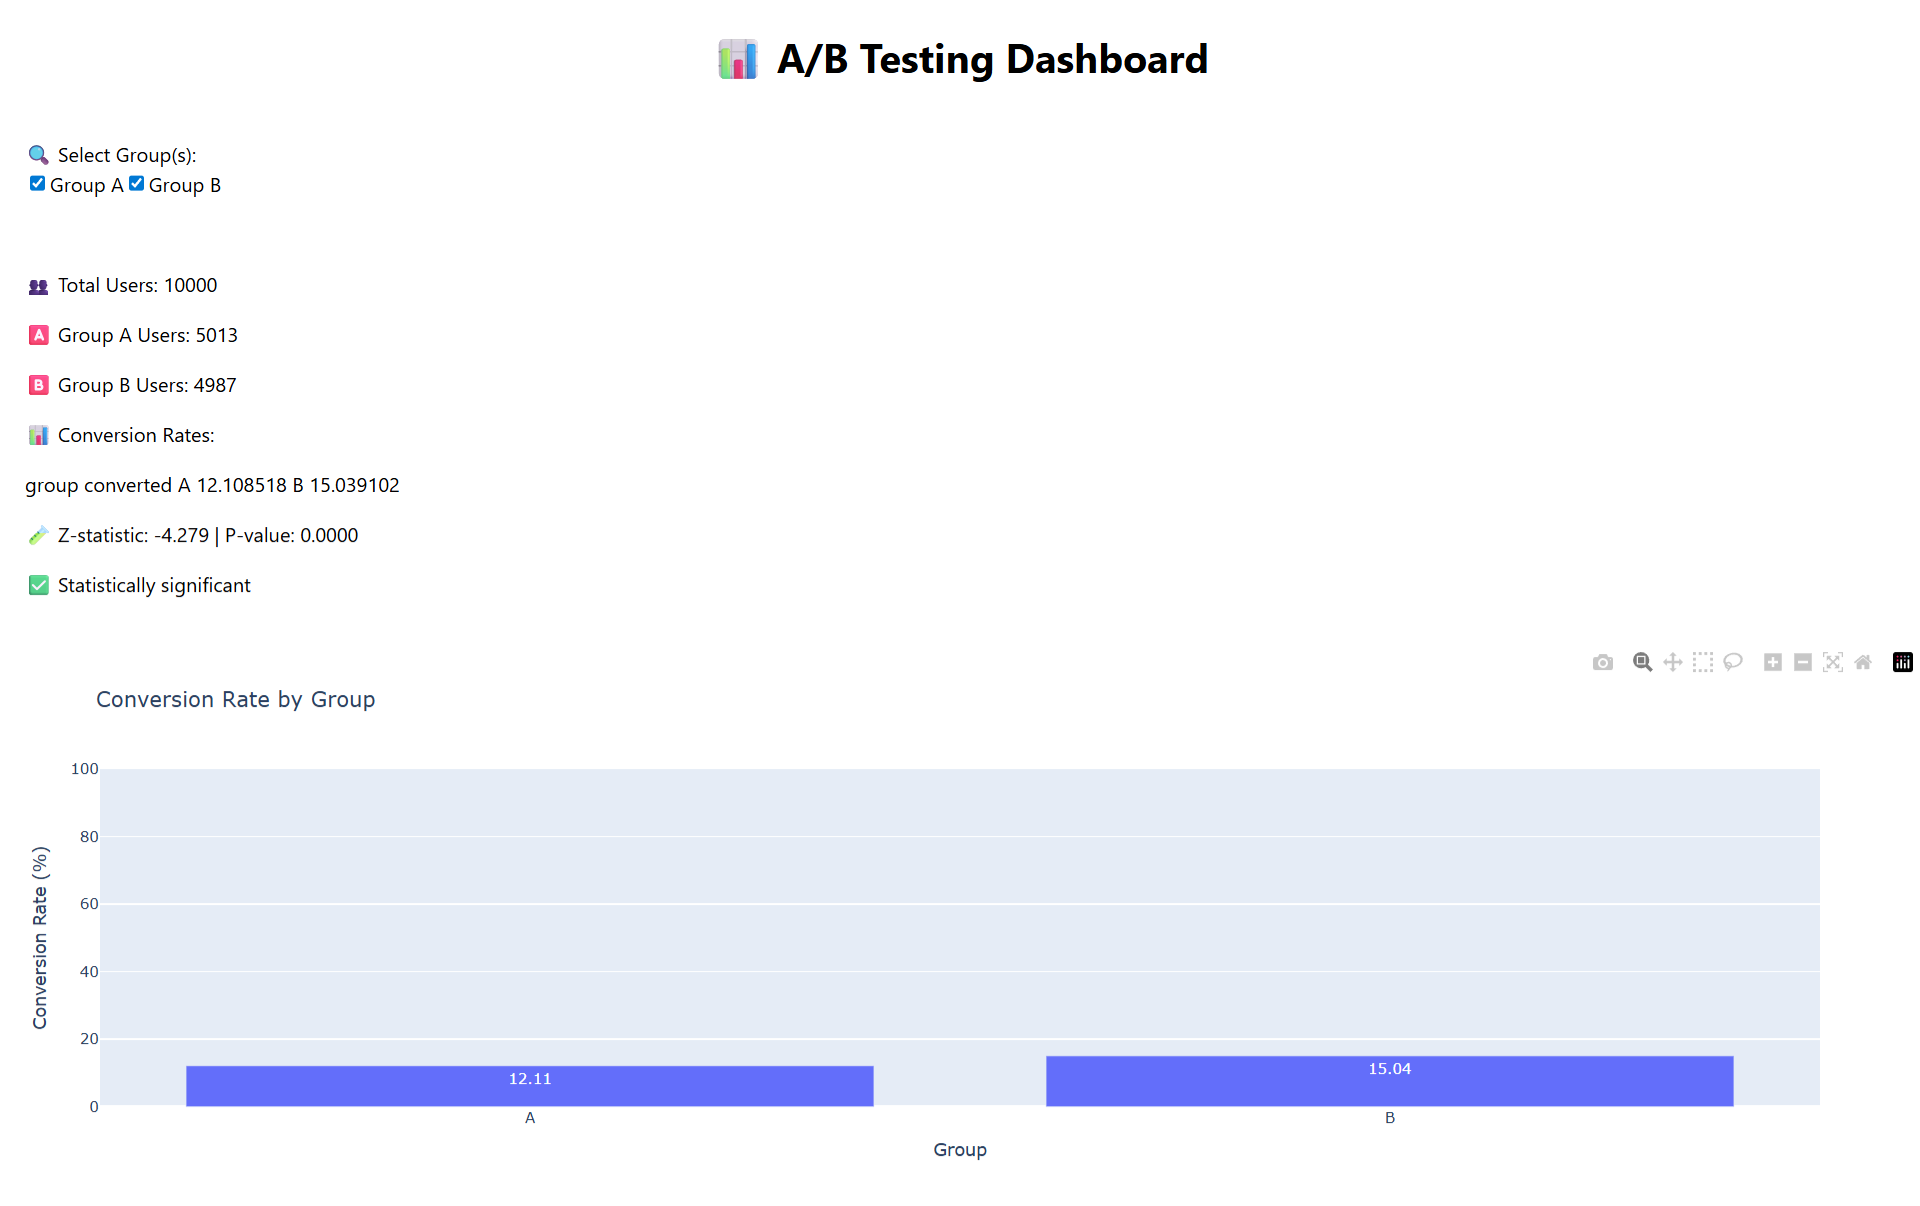 📊 A/B Testing Dashboard
🔍 Select Group(s):
Group A Group B
👥 Total Users: 10000
🅰 Group A Users: 5013
🅱 Group B Users: 4987
📊 Conversion Rates:
group converted A 12.108518 B 15.039102
🧪 Z-statistic: -4.279 | P-value: 0.0000
✅ Statistically significant
Conversion Rate by Group
100
80
60
40
20
0
Conversion Rate (%)
12.11
15.04
A
B
Group